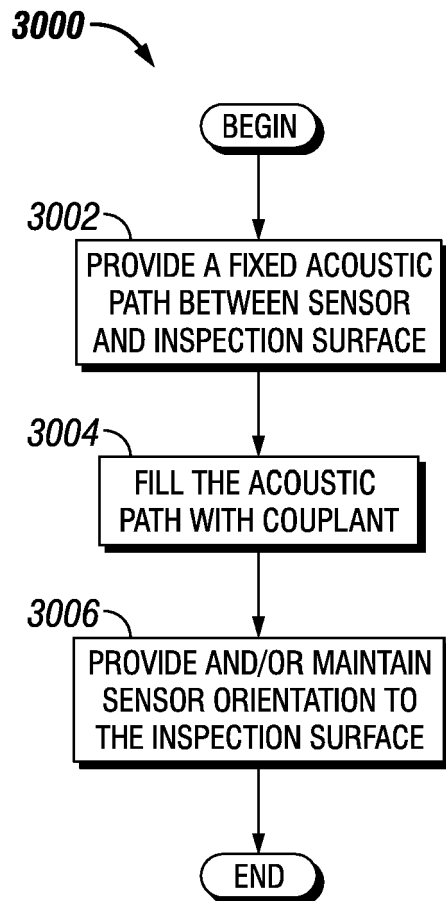 3000
BEGIN
3002
PROVIDE A FIXED ACOUSTIC
PATH BETWEEN SENSOR
AND INSPECTION SURFACE
3004
FILL THE ACOUSTIC
PATH WITH COUPLANT
3006
PROVIDE AND/OR MAINTAIN
SENSOR ORIENTATION TO
THE INSPECTION SURFACE
END